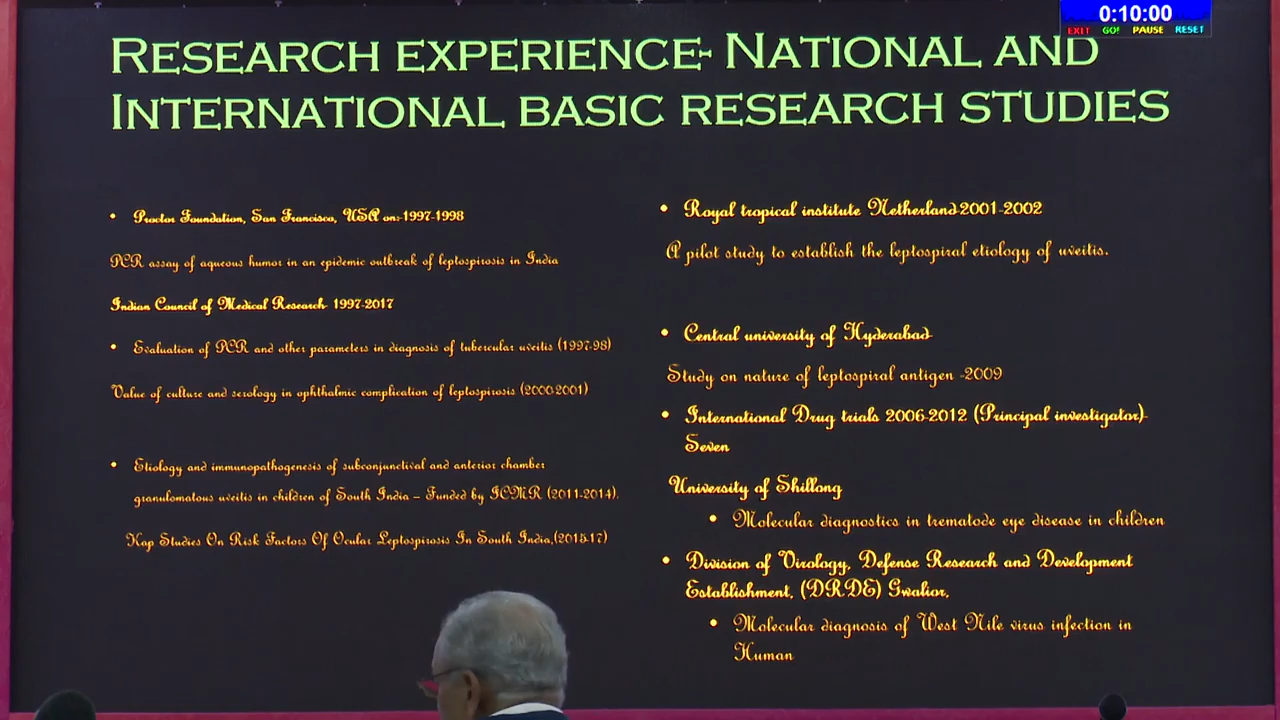 0:10:00
EXIT GO! PAUSE RESET
RESEARCH EXPERIENCE- NATIONAL AND
INTERNATIONAL BASIC RESEARCH STUDIES
• Proctor Foundation, San Francisco, USA on:-1997-1998
PCR assay of aqueous humor in an epidemic outbreak of leptospirosis in India
Indian Council of Medical Research- 1997-2017
• Evaluation of PCR and other parameters in diagnosis of tubercular uveitis (1997-98)
Value of culture and serology in ophthalmic complication of leptospirosis (2000-2001)
• Etiology and immunopathogenesis of subconjunctival and anterior chamber
granulomatous uveitis in children of South India – Funded by ICMR (2011-2014).
Kap Studies On Risk Factors Of Ocular Leptospirosis In South India,(2015-17)
• Royal tropical institute Netherland-2001-2002
A pilot study to establish the leptospiral etiology of uveitis.
• Central university of Hyderabad-
Study on nature of leptospiral antigen -2009
• International Drug trials 2006-2012 (Principal investigator)-
Seven
University of Shillong
• Molecular diagnostics in trematode eye disease in children
• Division of Virology, Defense Research and Development
Establishment, (DRDE) Gwalior,
• Molecular diagnosis of West Nile virus infection in
Human